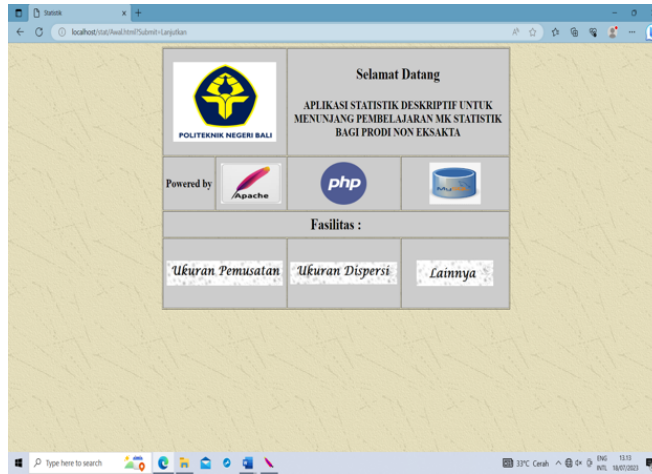 Statistik
localhost/stat/Awal.html?Submit=Lanjutkan
POLITEKNIK NEGERI BALI
Selamat Datang
APLIKASI STATISTIK DESKRIPTIF UNTUK
MENUNJANG PEMBELAJARAN MK STATISTIK
BAGI PRODI NON EKSAKTA
Powered by
Apache
php
Fasilitas :
Ukuran Pemusatan
Ukuran Dispersi
Lainnya
Type here to search
33°C Cerah
ENG
INTL
13:13
18/07/2023